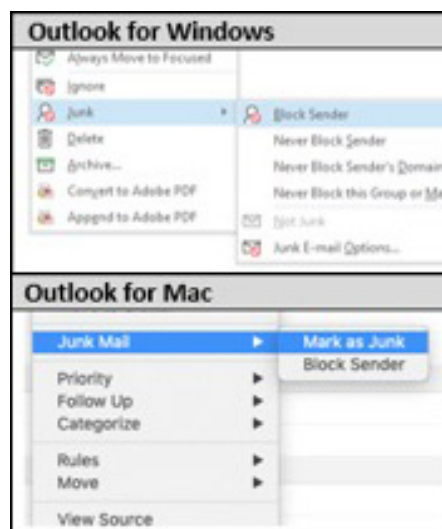 Outlook for Windows
Always Move to Focused
Ignore
Junk
Block Sender
Delete
Never Block Sender
Archive...
Never Block Sender's Domain
Convert to Adobe PDF
Never Block this Group or Ma
Append to Adobe PDF
Not Junk
Junk E-mail Options...
Outlook for Mac
Junk Mail
Mark as Junk
Block Sender
Priority
Follow Up
Categorize
Rules
Move
View Source